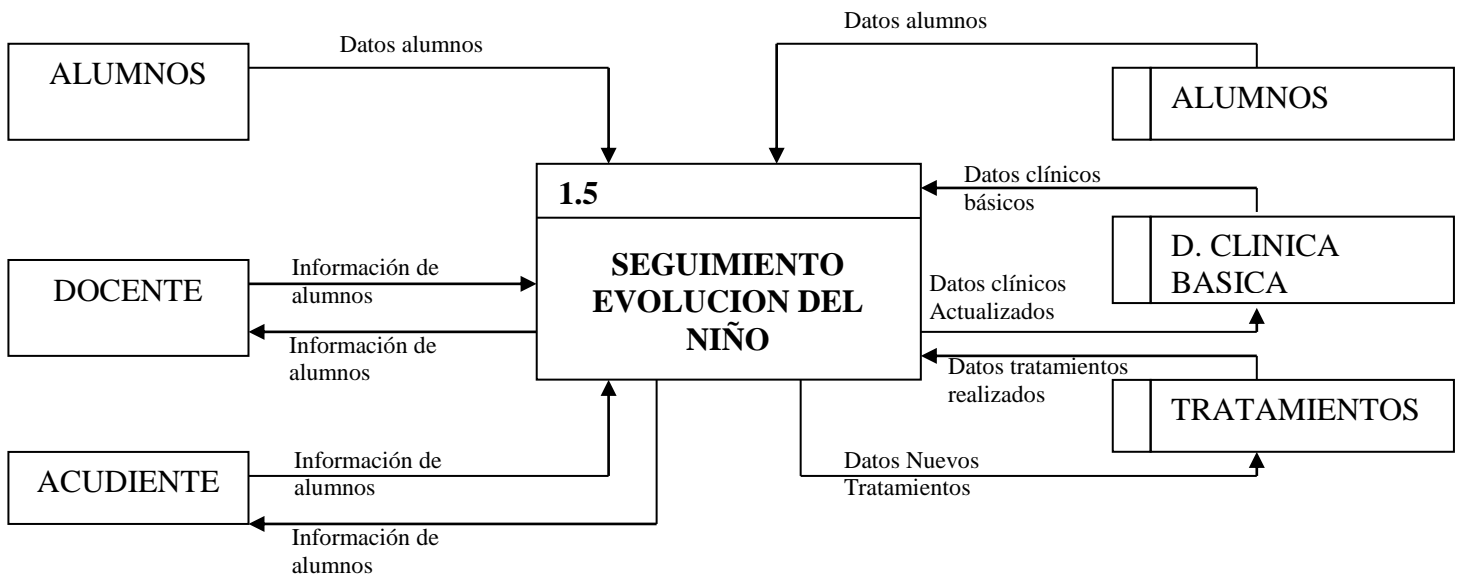 Datos alumnos
Datos alumnos
ALUMNOS
ALUMNOS
Datos clínicos
básicos
1.5
SEGUIMIENTO
EVOLUCION DEL
NIÑO
D. CLINICA
BASICA
Información de
alumnos
DOCENTE
Datos clínicos
Actualizados
Información de
alumnos
Datos tratamientos
realizados
TRATAMIENTOS
Información de
alumnos
ACUDIENTE
Datos Nuevos
Tratamientos
Información de
alumnos